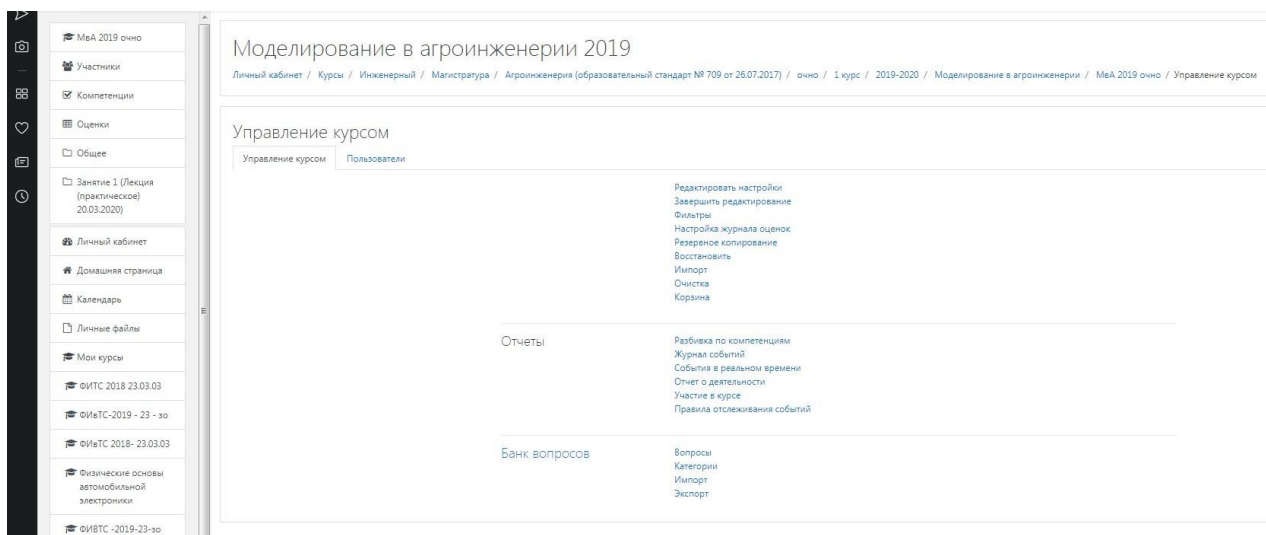 МвА 2019 очно
Участники
Компетенции
Оценки
Общее
Занятие 1 (Лекция
(практическое)
20.03.2020)
Личный кабинет
Домашняя страница
Календарь
Личные файлы
Мои курсы
ФИТС 2018 23.03.03
ФИвТС-2019 - 23 - зо
ФИвТС 2018- 23.03.03
Физические основы
автомобильной
электроники
ФИВТС -2019-23-зо
Моделирование в агроинженерии 2019
Личный кабинет / Курсы / Инженерный / Магистратура / Агроинженерия (образовательный стандарт № 709 от 26.07.2017) / очно / 1 курс / 2019-2020 / Моделирование в агроинженерии / МвА 2019 очно / Управление курсом
Управление курсом
Управление курсом Пользователи
Редактировать настройки
Завершить редактирование
Фильтры
Настройка журнала оценок
Резервное копирование
Восстановить
Импорт
Очистка
Корзина
Отчеты
Разбивка по компетенциям
Журнал событий
События в реальном времени
Отчет о деятельности
Участие в курсе
Правила отслеживания событий
Банк вопросов
Вопросы
Категории
Импорт
Экспорт